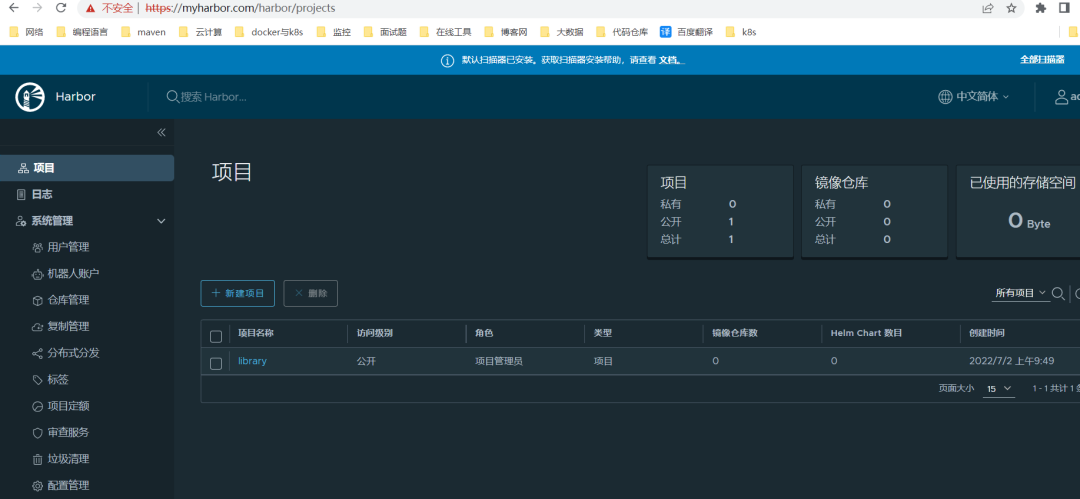 不安全 | https://myharbor.com/harbor/projects
网络 编程语言 maven 云计算 docker与k8s 监控 面试题 在线工具 博客网 大数据 代码仓库 译 百度翻译 k8s
默认扫描器已安装。获取扫描器安装帮助，请查看 文档。 全部扫描器
Harbor 搜索 Harbor... 中文简体 ad
项目
日志
系统管理
用户管理
机器人账户
仓库管理
复制管理
分布式分发
标签
项目定额
审查服务
垃圾清理
配置管理
项目
项目
私有 0
公开 1
总计 1
镜像仓库
私有 0
公开 0
总计 0
已使用的存储空间
0 Byte
+ 新建项目 × 删除 所有项目
项目名称 访问级别 角色 类型 镜像仓库数 Helm Chart 数目 创建时间
library 公开 项目管理员 项目 0 0 2022/7/2 上午9:49
页面大小 15 1 - 1 共计 1 条